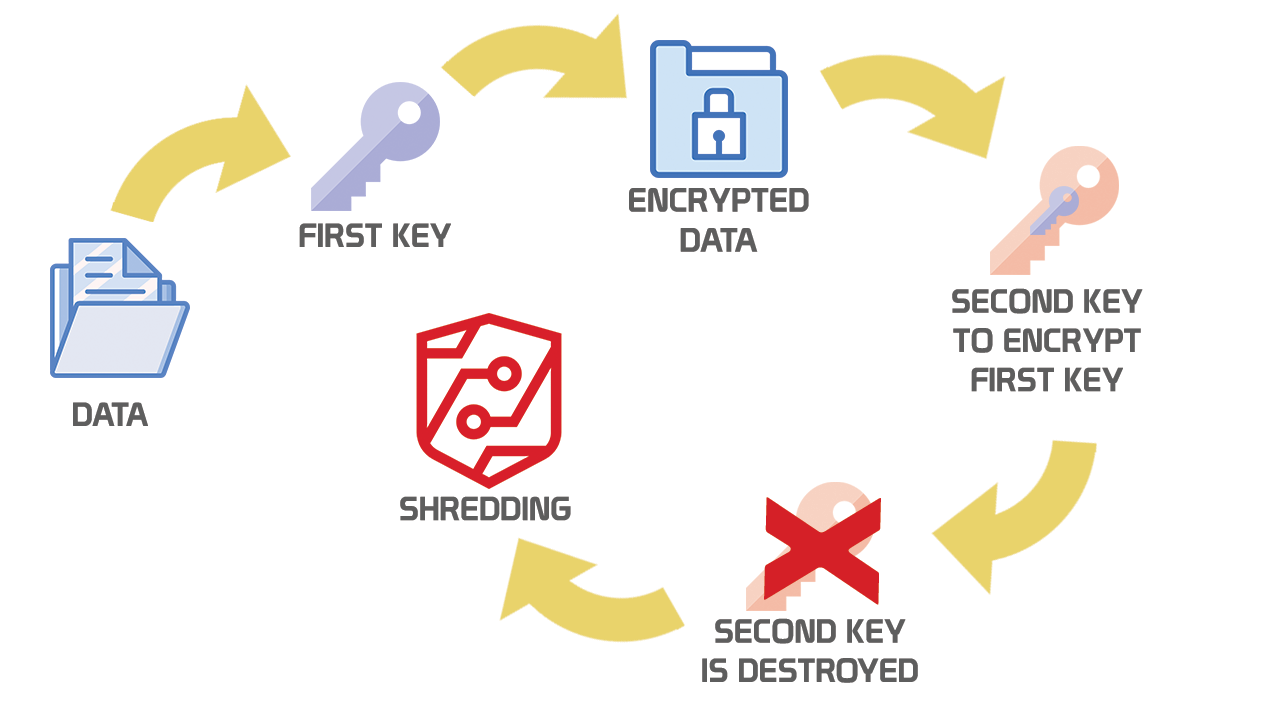 DATA
FIRST KEY
ENCRYPTED
DATA
SECOND KEY
TO ENCRYPT
FIRST KEY
SECOND KEY
IS DESTROYED
SHREDDING